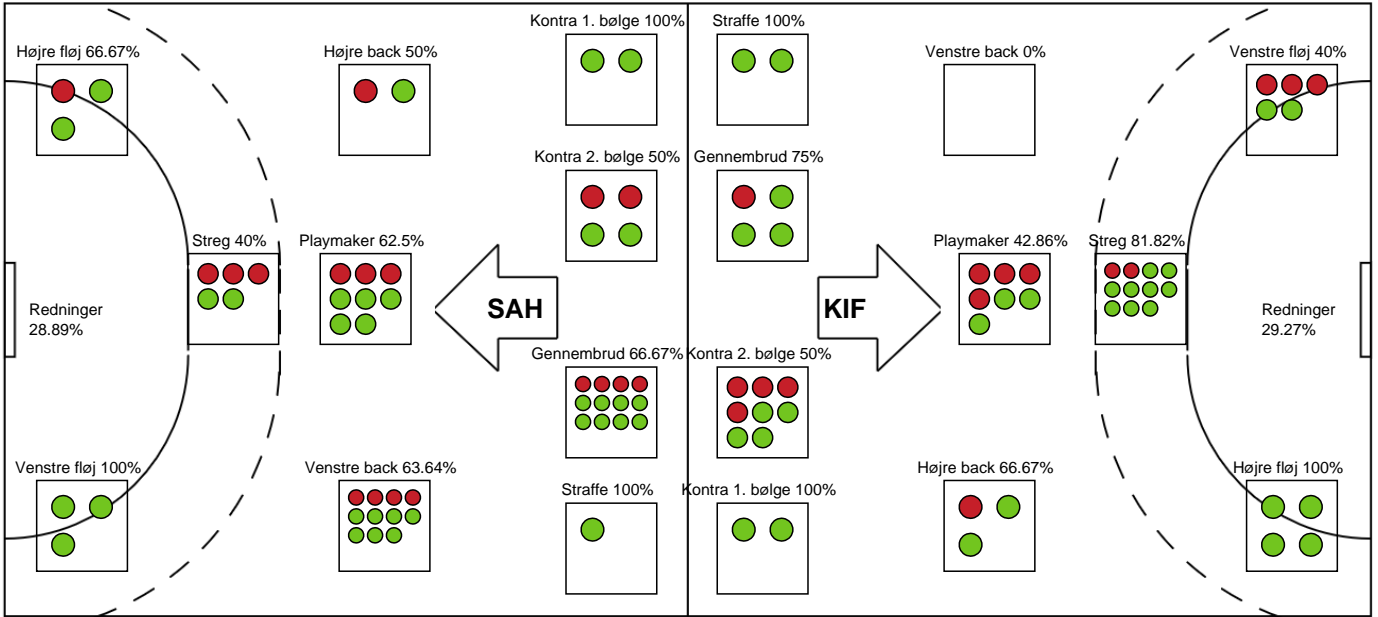 Kontra 1. bølge 100%
Straffe 100%
Højre fløj 66.67%
Højre back 50%
Venstre back 0%
Venstre fløj 40%
Kontra 2. bølge 50%
Gennembrud 75%
Streg 40%
Playmaker 62.5%
Playmaker 42.86%
Streg 81.82%
Redninger
28.89%
SAH
KIF
Redninger
29.27%
Gennembrud 66.67%
Kontra 2. bølge 50%
Venstre fløj 100%
Venstre back 63.64%
Straffe 100%
Kontra 1. bølge 100%
Højre back 66.67%
Højre fløj 100%